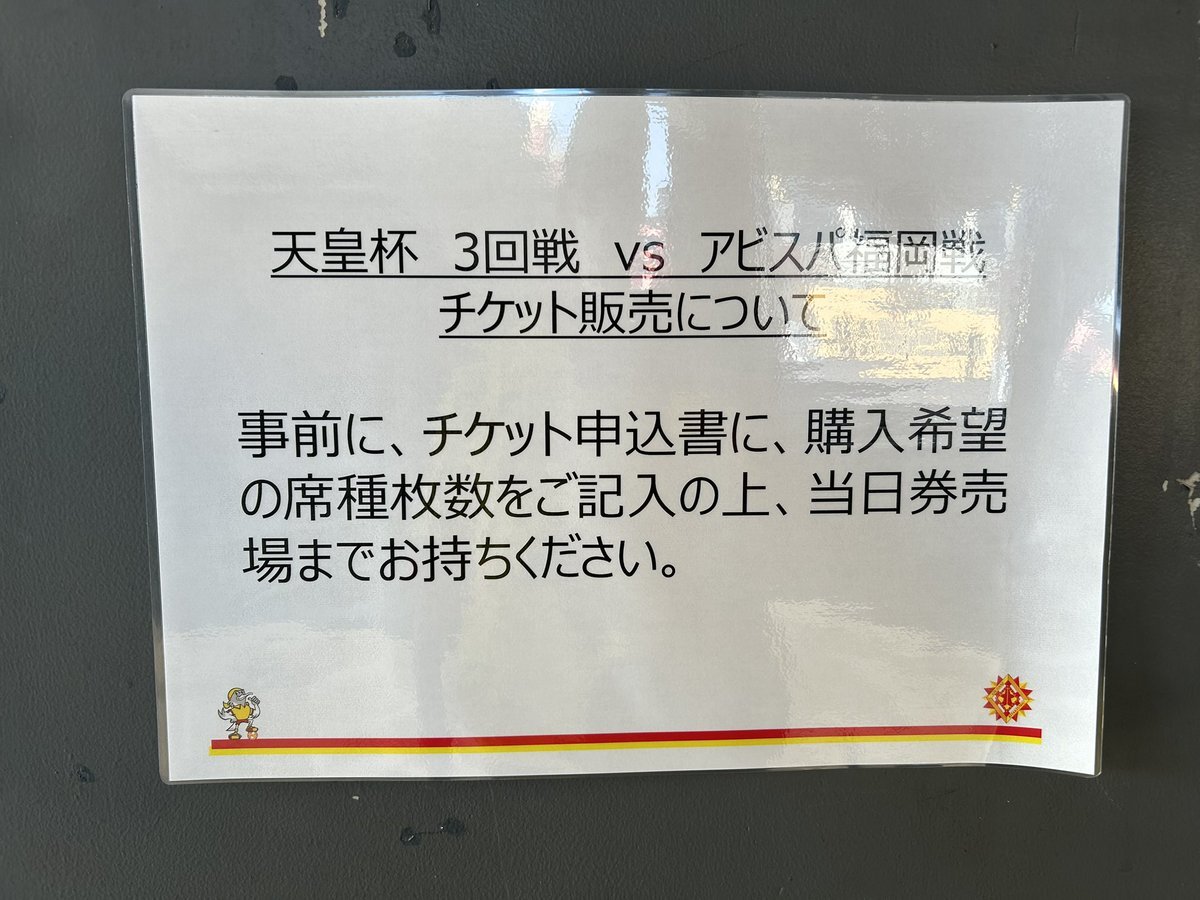 天皇杯　3回戦　vs　アビスパ福岡戦
チケット販売について
事前に、チケット申込書に、購入希望
の席種枚数をご記入の上、当日券売
場までお持ちください。